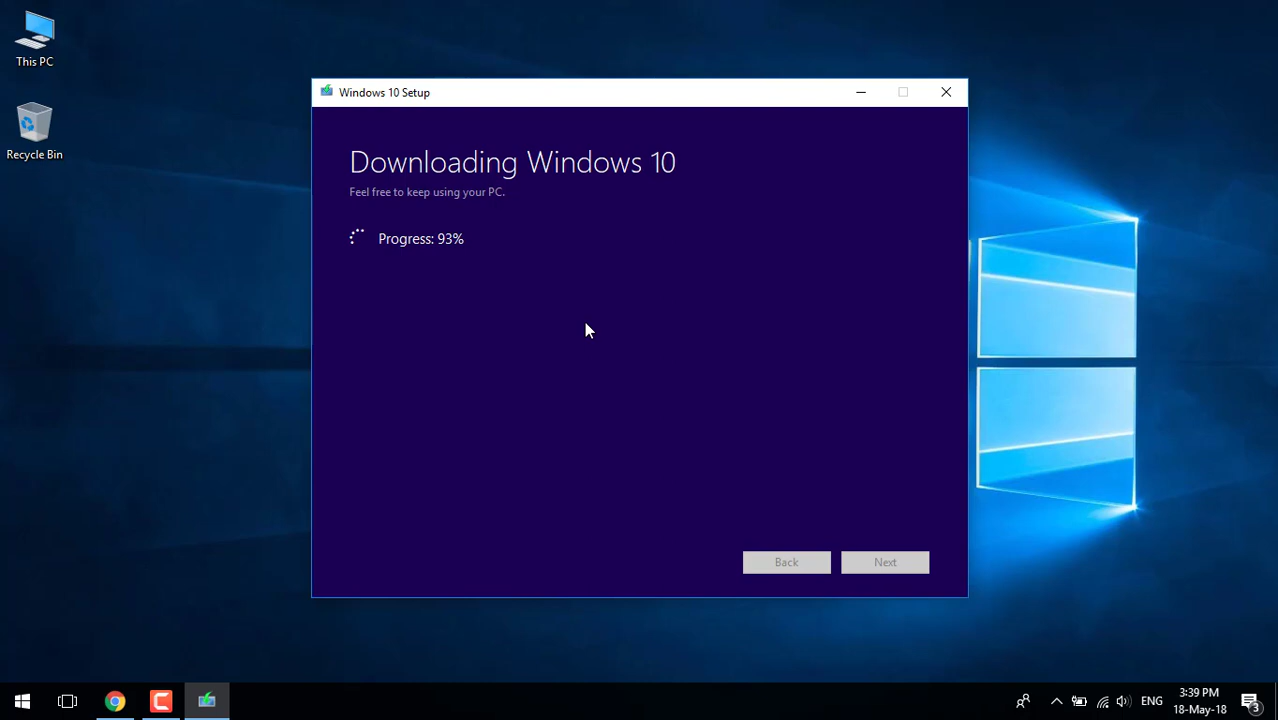 This PC
Recycle Bin
Windows 10 Setup
Downloading Windows 10
Feel free to keep using your PC.
Progress: 93%
Back
Next
ENG
3:39 PM
18-May-18
3